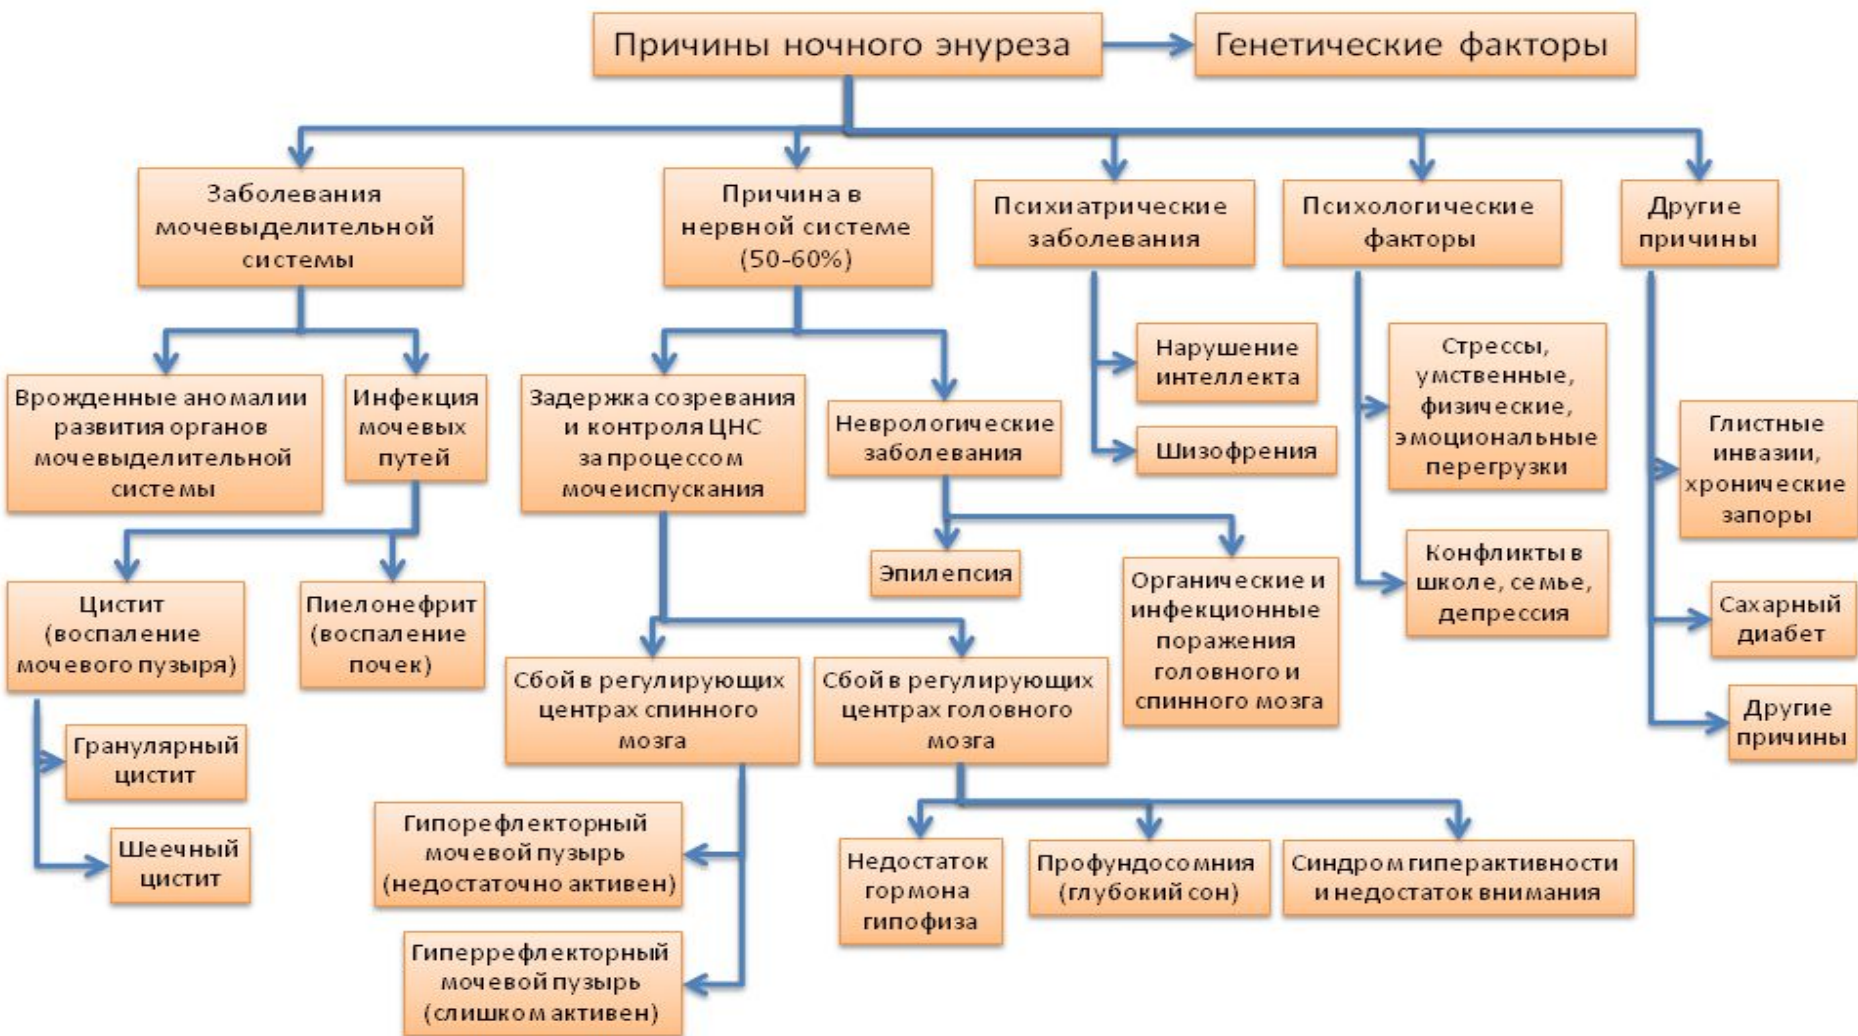 Причины ночного энуреза
Генетические факторы
Заболевания
мочевыделительной
системы
Причина в
нервной системе
(50-60%)
Психиатрические
заболевания
Психологические
факторы
Другие
причины
Врожденные аномалии
развития органов
мочевыделительной
системы
Инфекция
мочевых
путей
Задержка созревания
и контроля ЦНС
за процессом
мочеиспускания
Неврологические
заболевания
Нарушение
интеллекта
Шизофрения
Стрессы,
умственные,
физические,
эмоциональные
перегрузки
Глистные
инвазии,
хронические
запоры
Цистит
(воспаление
мочевого пузыря)
Пиелонефрит
(воспаление
почек)
Эпилепсия
Органические и
инфекционные
поражения
головного и
спинного мозга
Конфликты в
школе, семье,
депрессия
Сахарный
диабет
Сбой в регулирующих
центрах спинного
мозга
Сбой в регулирующих
центрах головного
мозга
Другие
причины
Гранулярный
цистит
Шеечный
цистит
Гипорефлекторный
мочевой пузырь
(недостаточно активен)
Гиперрефлекторный
мочевой пузырь
(слишком активен)
Недостаток
гормона
гипофиза
Профундосомния
(глубокий сон)
Синдром гиперактивности
и недостаток внимания